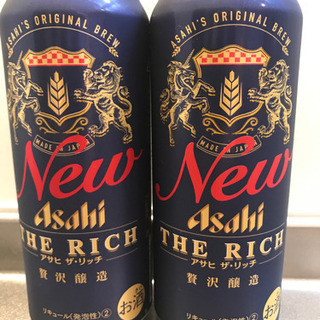 ASAHI'S ORIGINAL BREW
MADE IN JAPAN
New
Asahi
THE RICH
アサヒ ザ・リッチ
贅沢醸造
リキュール(発泡性)②
お酒
ASAHI'S ORIGINAL BREW
MADE IN JAPAN
New
Asahi
THE RICH
アサヒ ザ・リッチ
贅沢醸造
リキュール(発泡性)②
お酒